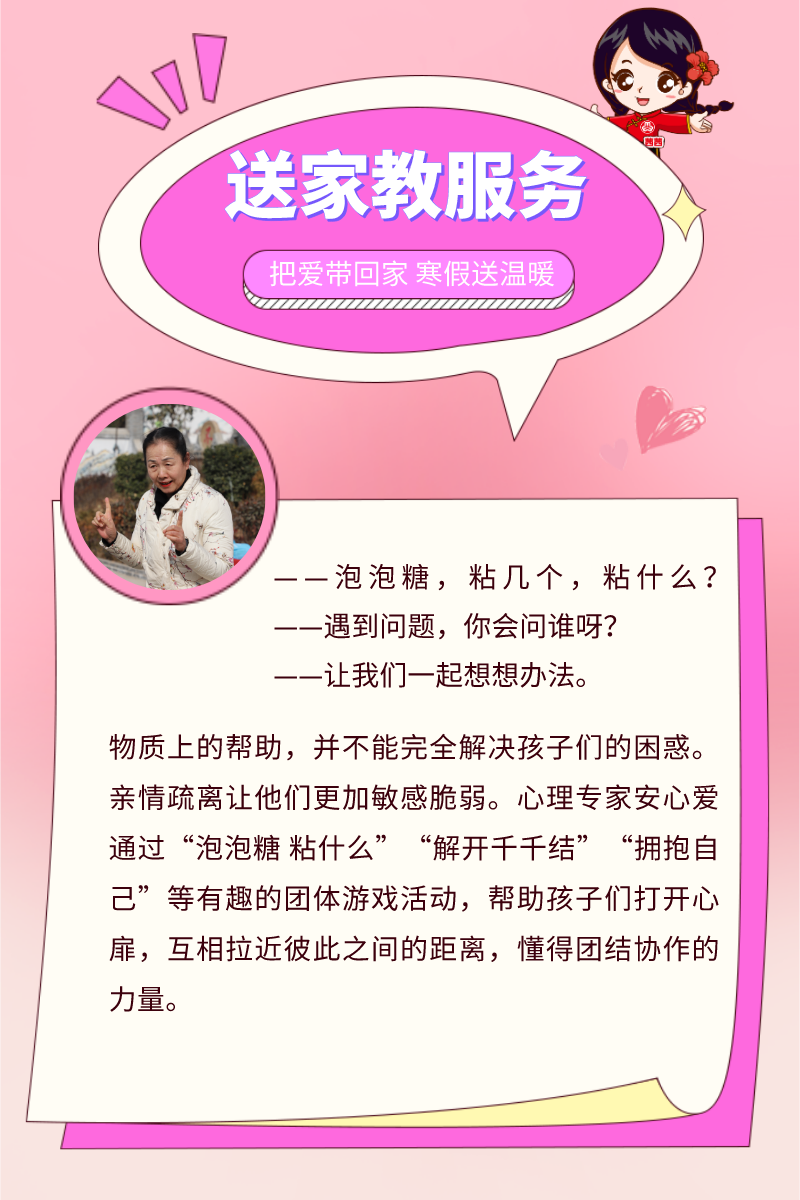 送家教服务
把爱带回家 寒假送温暖
——泡泡糖，粘几个，粘什么？
——遇到问题，你会问谁呀？
——让我们一起想想办法。
物质上的帮助，并不能完全解决孩子们的困惑。
亲情疏离让他们更加敏感脆弱。心理专家安心爱
通过“泡泡糖 粘什么”“解开千千结”“拥抱自
己”等有趣的团体游戏活动，帮助孩子们打开心
扉，互相拉近彼此之间的距离，懂得团结协作的
力量。